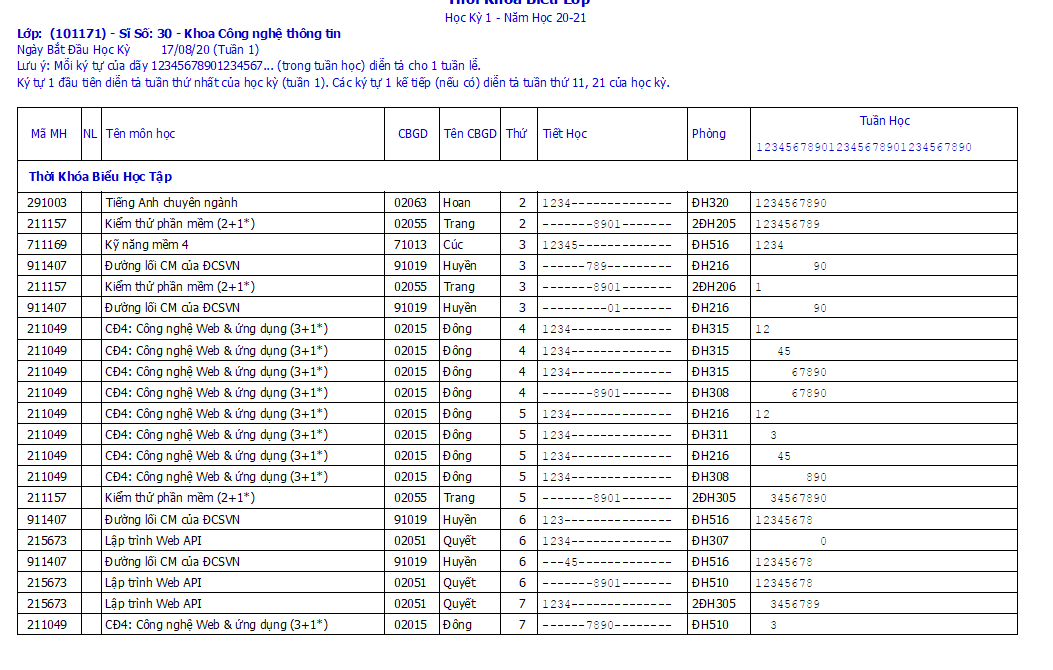 Thời Khóa Biểu Lớp
Học Kỳ 1 - Năm Học 20-21
Lớp: (101171) - Sĩ Số: 30 - Khoa Công nghệ thông tin
Ngày Bắt Đầu Học Kỳ 17/08/20 (Tuần 1)
Lưu ý: Mỗi ký tự của dãy 12345678901234567... (trong tuần học) diễn tả cho 1 tuần lễ.
Ký tự 1 đầu tiên diễn tả tuần thứ nhất của học kỳ (tuần 1). Các ký tự 1 kế tiếp (nếu có) diễn tả tuần thứ 11, 21 của học kỳ.
Mã MH NL Tên môn học CBGD Tên CBGD Thứ Tiết Học Phòng Tuần Học
123456789012345678901234567890
Thời Khóa Biểu Học Tập
291003 Tiếng Anh chuyên ngành 02063 Hoan 2 1234-------------- ĐH320 1234567890
211157 Kiểm thử phần mềm (2+1*) 02055 Trang 2 -------8901------- 2ĐH205 123456789
711169 Kỹ năng mềm 4 71013 Cúc 3 12345------------- ĐH516 1234
911407 Đường lối CM của ĐCSVN 91019 Huyền 3 ------789--------- ĐH216 90
211157 Kiểm thử phần mềm (2+1*) 02055 Trang 3 -------8901------- 2ĐH206 1
911407 Đường lối CM của ĐCSVN 91019 Huyền 3 ---------01------- ĐH216 90
211049 CĐ4: Công nghệ Web & ứng dụng (3+1*) 02015 Đông 4 1234-------------- ĐH315 12
211049 CĐ4: Công nghệ Web & ứng dụng (3+1*) 02015 Đông 4 1234-------------- ĐH315 45
211049 CĐ4: Công nghệ Web & ứng dụng (3+1*) 02015 Đông 4 1234-------------- ĐH315 67890
211049 CĐ4: Công nghệ Web & ứng dụng (3+1*) 02015 Đông 4 -------8901------- ĐH308 67890
211049 CĐ4: Công nghệ Web & ứng dụng (3+1*) 02015 Đông 5 1234-------------- ĐH216 12
211049 CĐ4: Công nghệ Web & ứng dụng (3+1*) 02015 Đông 5 1234-------------- ĐH311 3
211049 CĐ4: Công nghệ Web & ứng dụng (3+1*) 02015 Đông 5 1234-------------- ĐH216 45
211049 CĐ4: Công nghệ Web & ứng dụng (3+1*) 02015 Đông 5 1234-------------- ĐH308 890
211157 Kiểm thử phần mềm (2+1*) 02055 Trang 5 -------8901------- 2ĐH305 34567890
911407 Đường lối CM của ĐCSVN 91019 Huyền 6 123--------------- ĐH516 12345678
215673 Lập trình Web API 02051 Quyết 6 1234-------------- ĐH307 0
911407 Đường lối CM của ĐCSVN 91019 Huyền 6 ---45------------- ĐH516 12345678
215673 Lập trình Web API 02051 Quyết 6 -------8901------- ĐH510 12345678
215673 Lập trình Web API 02051 Quyết 7 1234-------------- 2ĐH305 3456789
211049 CĐ4: Công nghệ Web & ứng dụng (3+1*) 02015 Đông 7 ------7890-------- ĐH510 3